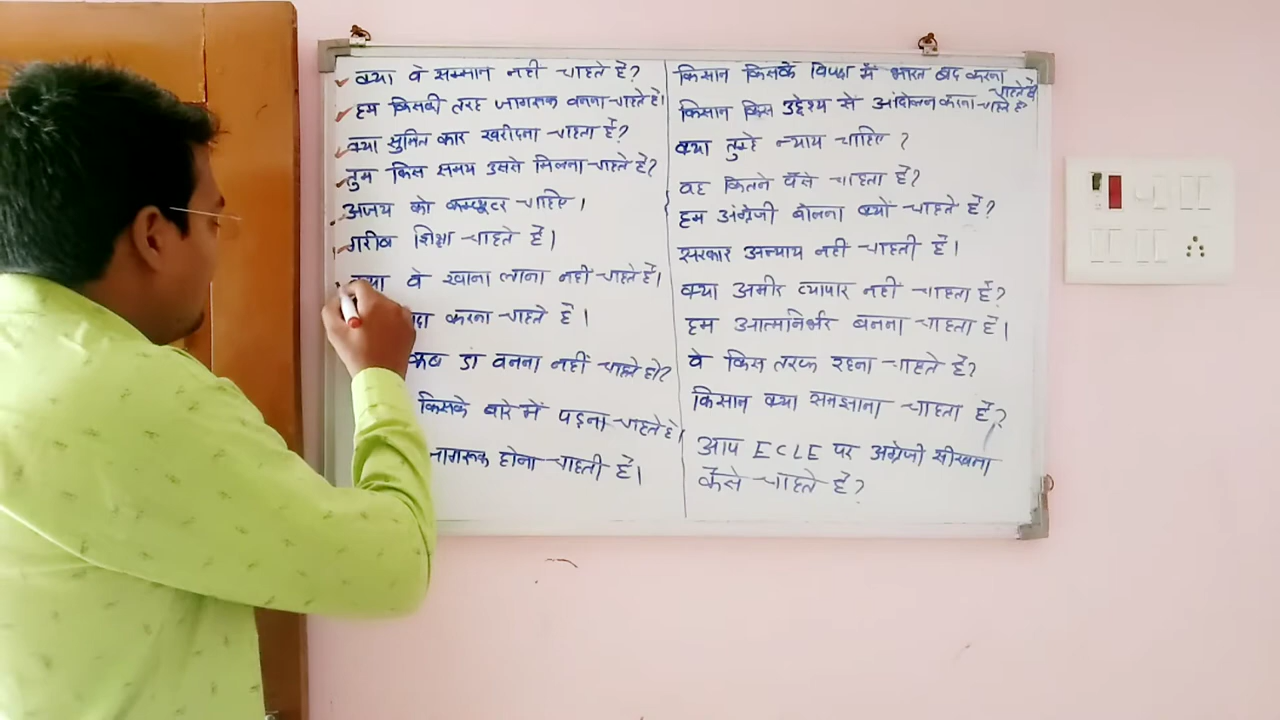 क्या वे सम्मान नहीं चाहते हैं?
हम किसकी तरह जागरूक बनना चाहते हैं।
क्या सुमित कार खरीदना चाहता हैं?
तुम किस समय उससे मिलना चाहते हैं?
अजय को कम्प्यूटर चाहिए।
गरीब शिक्षा चाहते हैं।
क्या वे खाना लाना नहीं चाहते हैं।
करना चाहते हैं।
कब डा बनना नहीं चाहते हो?
किसके बारे में पढ़ना चाहते हैं।
जागरूक होना चाहती हैं।
किसान किसके विपक्ष में भारत बंद करना चाहते हैं
किसान किस उद्देश्य से आंदोलन करना चाहते हैं
क्या तुम्हे न्याय चाहिए?
वह कितने पैसे चाहता हैं?
हम अंग्रेजी बोलना क्यों चाहते हैं?
सरकार अन्याय नहीं चाहती हैं।
क्या अमीर व्यापार नहीं चाहता हैं?
हम आत्मनिर्भर बनना चाहता हैं।
वे किस तरफ रहना चाहते हैं?
किसान क्या समझाना चाहता हैं?
आप ECLE पर अंग्रेजी सीखना
कैसे चाहते हैं?